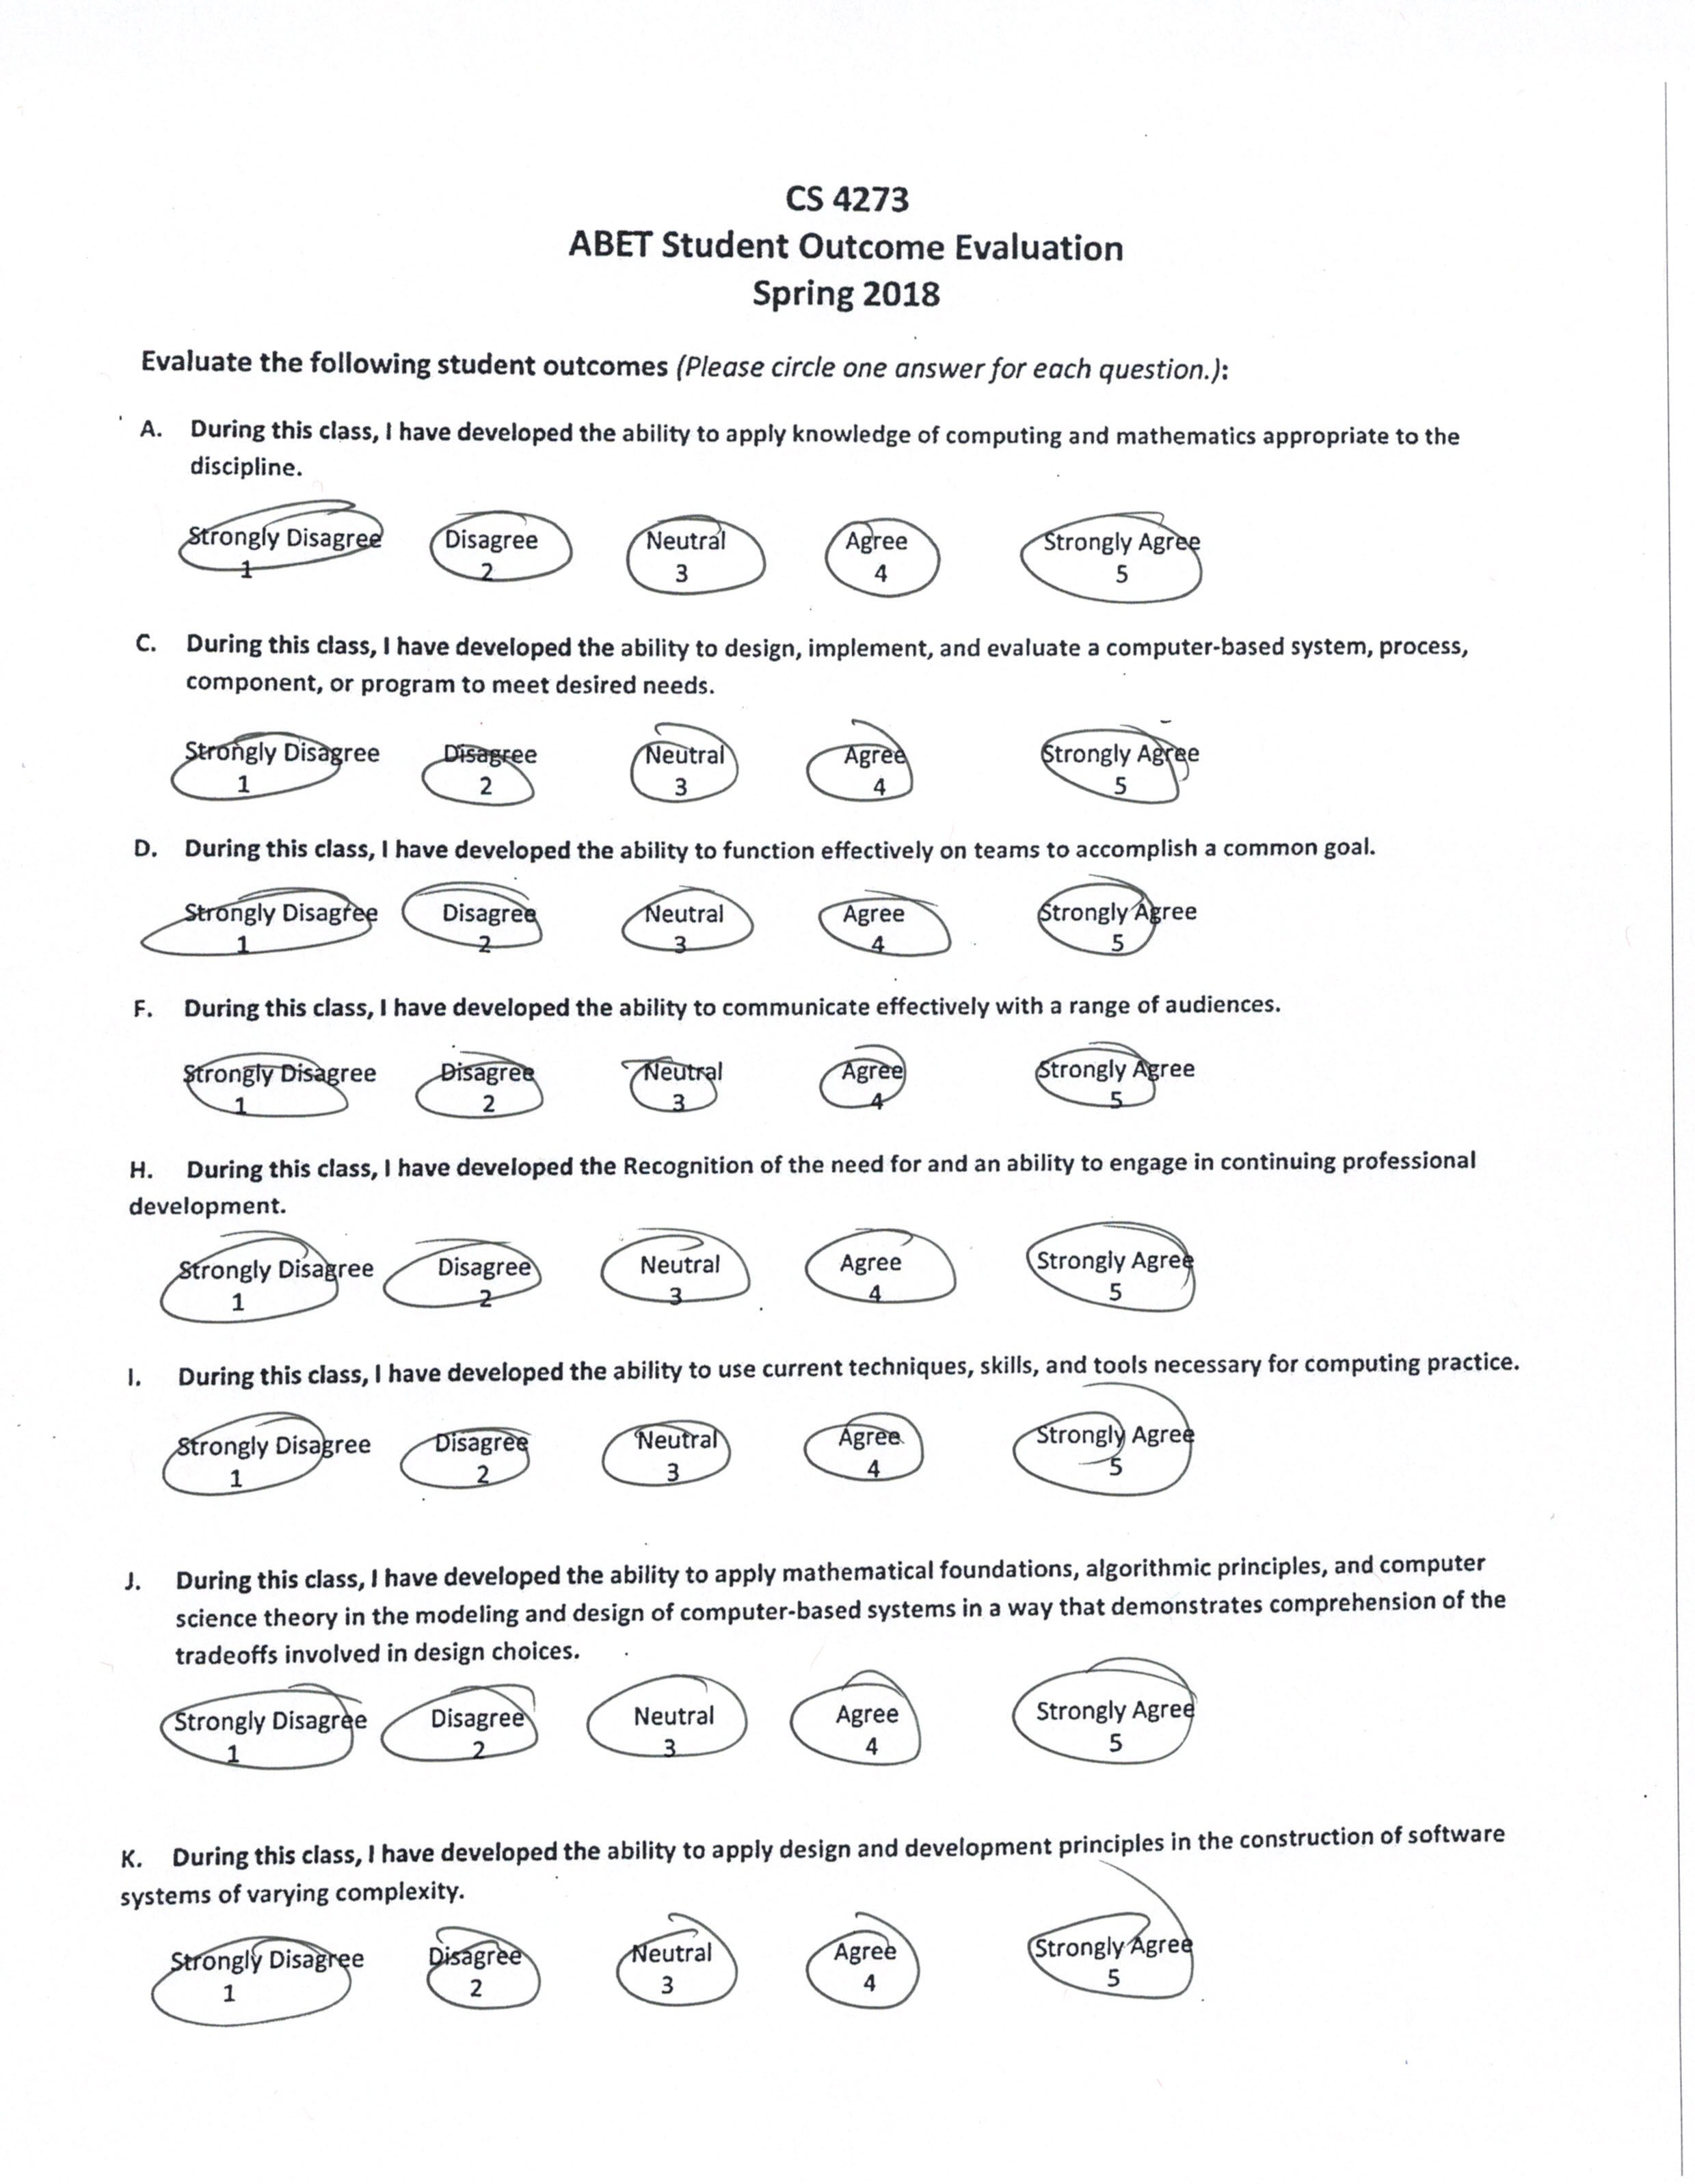 CS 4273
ABET Student Outcome Evaluation
Spring 2018
Evaluate the following student outcomes (Please circle one answer for each question.):
A. During this class, I have developed the ability to apply knowledge of computing and mathematics appropriate to the
discipline.
Strongly Disagree Disagree Neutral Agree Strongly Agree
1 2 3 4 5
C. During this class, I have developed the ability to design, implement, and evaluate a computer-based system, process,
component, or program to meet desired needs.
Strongly Disagree Disagree Neutral Agree Strongly Agree
1 2 3 4 5
D. During this class, I have developed the ability to function effectively on teams to accomplish a common goal.
Strongly Disagree Disagree Neutral Agree Strongly Agree
1 2 3 4 5
F. During this class, I have developed the ability to communicate effectively with a range of audiences.
Strongly Disagree Disagree Neutral Agree Strongly Agree
1 2 3 4 5
H. During this class, I have developed the Recognition of the need for and an ability to engage in continuing professional
development.
Strongly Disagree Disagree Neutral Agree Strongly Agree
1 2 3 4 5
I. During this class, I have developed the ability to use current techniques, skills, and tools necessary for computing practice.
Strongly Disagree Disagree Neutral Agree Strongly Agree
1 2 3 4 5
J. During this class, I have developed the ability to apply mathematical foundations, algorithmic principles, and computer
science theory in the modeling and design of computer-based systems in a way that demonstrates comprehension of the
tradeoffs involved in design choices.
Strongly Disagree Disagree Neutral Agree Strongly Agree
1 2 3 4 5
K. During this class, I have developed the ability to apply design and development principles in the construction of software
systems of varying complexity.
Strongly Disagree Disagree Neutral Agree Strongly Agree
1 2 3 4 5